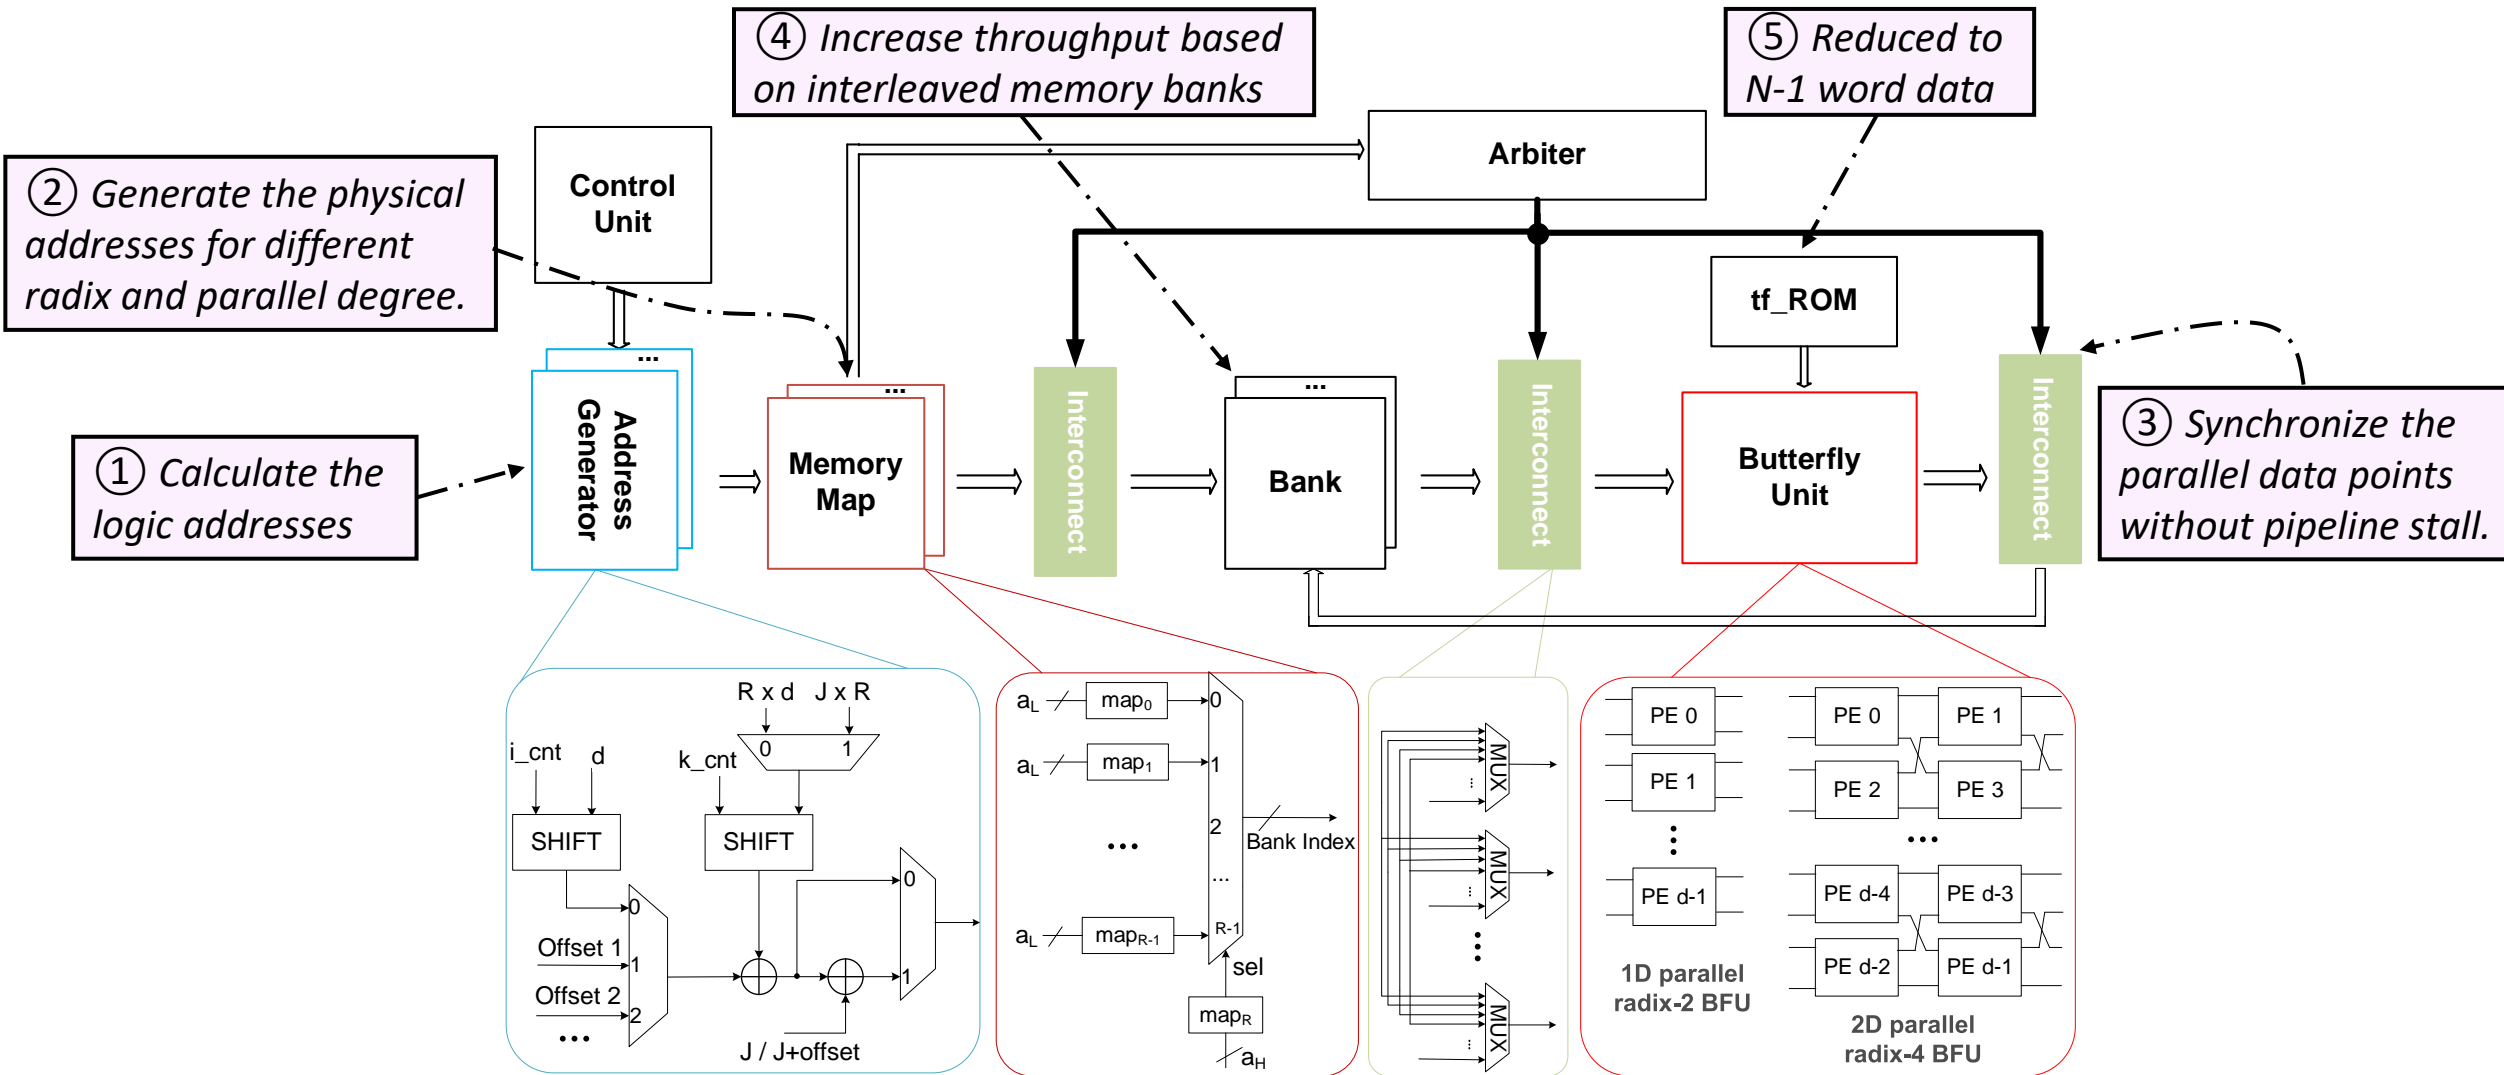 ④ Increase throughput based
on interleaved memory banks
⑤ Reduced to
N-1 word data
② Generate the physical
addresses for different
radix and parallel degree.
Control
Unit
Arbiter
tf_ROM
① Calculate the
logic addresses
...
Address
Generator
...
Memory
Map
Interconnect
...
Bank
Interconnect
Butterfly
Unit
Interconnect
③ Synchronize the
parallel data points
without pipeline stall.
R x d
J x R
0
1
i_cnt
d
k_cnt
SHIFT
SHIFT
0
Offset 1
1
Offset 2
2
...
0
1
J / J+offset
aL
map0
0
aL
map1
1
2
...
...
Bank Index
aL
mapR-1
R-1
sel
mapR
aH
MUX
...
MUX
...
...
MUX
...
PE 0
PE 1
...
PE d-1
1D parallel
radix-2 BFU
PE 0
PE 1
PE 2
PE 3
...
PE d-4
PE d-3
PE d-2
PE d-1
2D parallel
radix-4 BFU